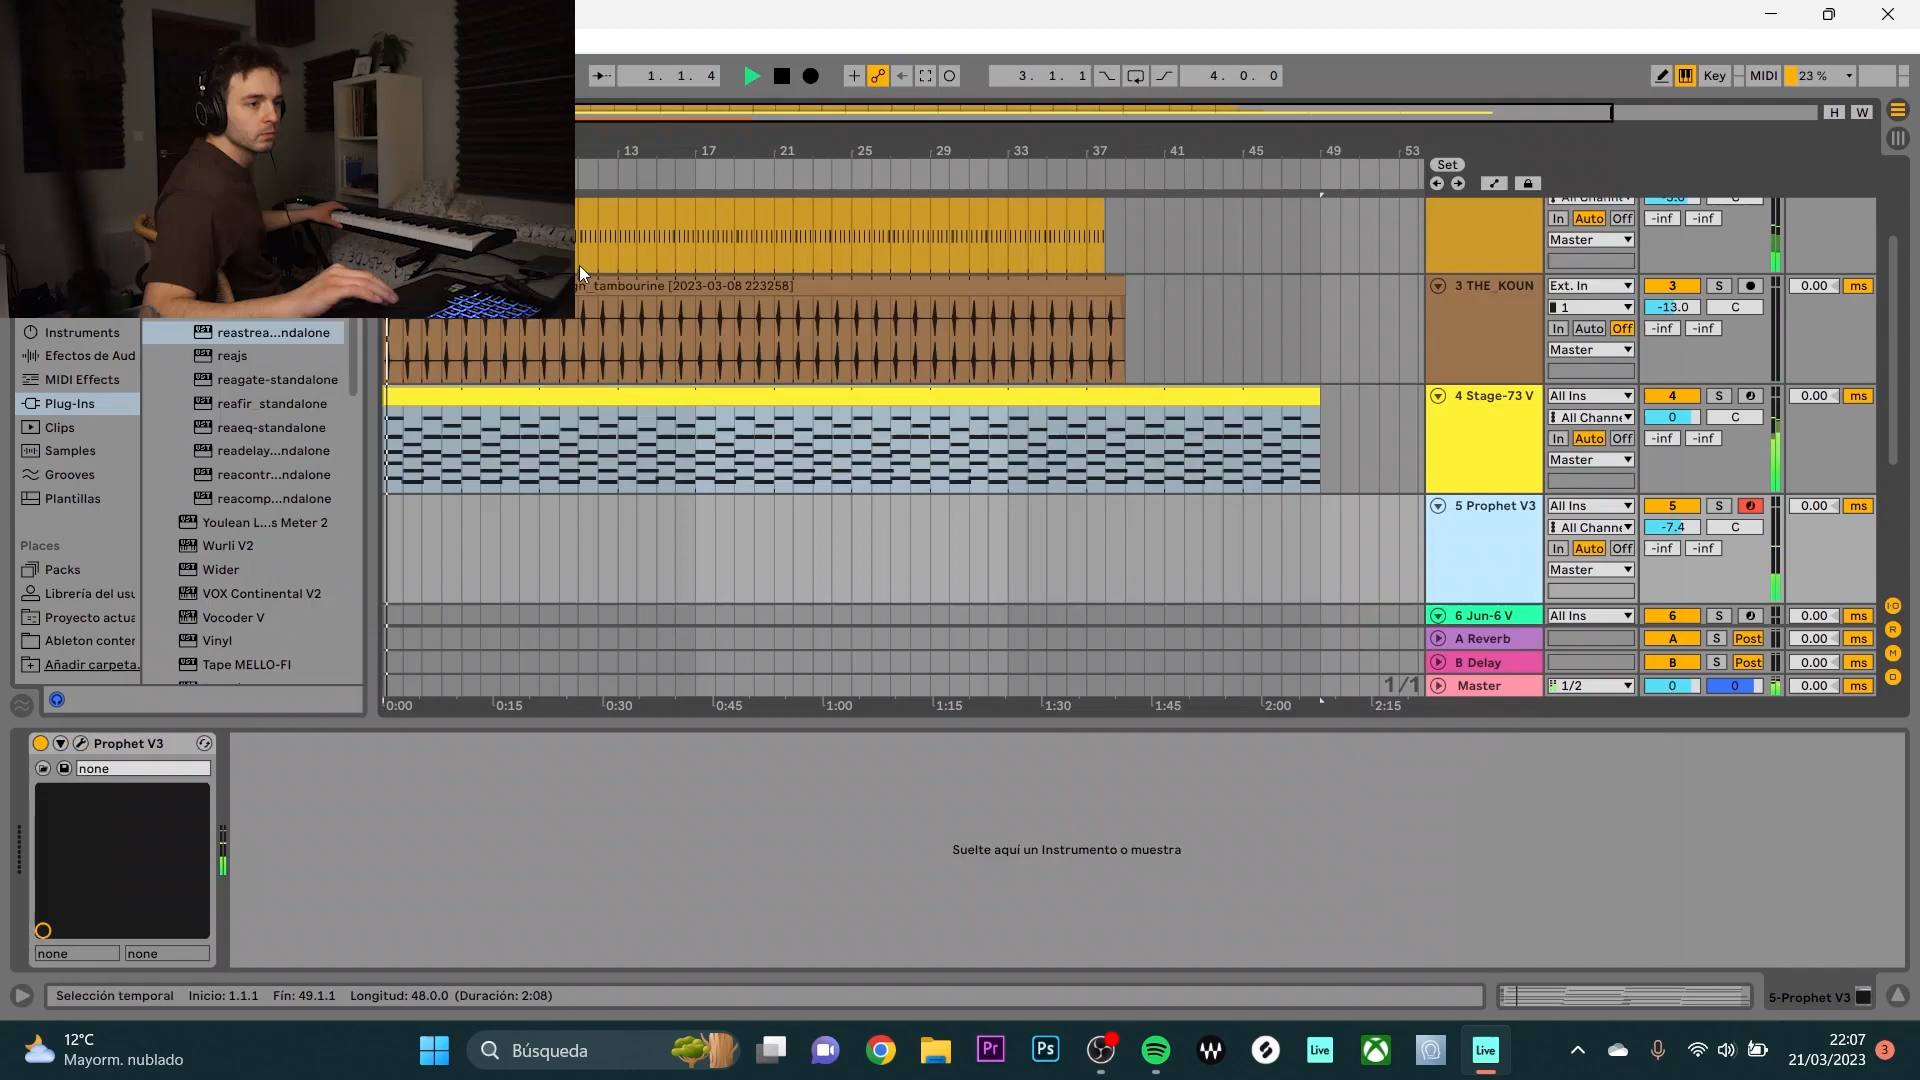 1. 1. 4
3. 1. 1
4. 0. 0
Key
MIDI
23 %
H
W
13
17
21
25
29
33
37
41
45
49
53
Set
In
Auto
Off
-inf
-inf
Master
_tambourine [2023-03-08 223258]
3 THE_KOUN
Ext. In
3
S
0.00
ms
1
-13.0
C
In
Auto
Off
-inf
-inf
Master
Instruments
Efectos de Aud
MIDI Effects
Plug-Ins
Clips
Samples
Grooves
Plantillas
Places
Packs
Librería del usu
Proyecto actua
Ableton conter
Añadir carpeta.
reastrea...ndalone
reajs
reagate-standalone
reafir_standalone
reaeq-standalone
readelay...ndalone
reacontr...ndalone
reacomp...ndalone
Youlean L...s Meter 2
Wurli V2
Wider
VOX Continental V2
Vocoder V
Vinyl
Tape MELLO-FI
4 Stage-73 V
All Ins
4
S
0.00
ms
All Channe
0
C
In
Auto
Off
-inf
-inf
Master
5 Prophet V3
All Ins
5
S
0.00
ms
All Channe
-7.4
C
In
Auto
Off
-inf
-inf
Master
6 Jun-6 V
All Ins
6
S
0.00
ms
A Reverb
A
S
Post
0.00
ms
B Delay
B
S
Post
0.00
ms
1/1
Master
1/2
0
0
0.00
ms
0:00
0:15
0:30
0:45
1:00
1:15
1:30
1:45
2:00
2:15
Prophet V3
none
none
none
Suelte aquí un Instrumento o muestra
Selección temporal Inicio: 1.1.1 Fín: 49.1.1 Longitud: 48.0.0 (Duración: 2:08)
5-Prophet V3
12°C
Mayorm. nublado
Búsqueda
Pr
Ps
Live
Live
22:07
21/03/2023
3